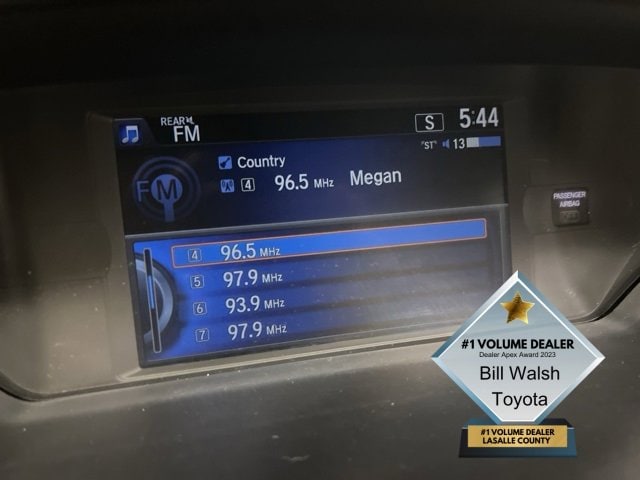 REAR
FM
S
5:44
"ST"
13
Country
FM
4 96.5 MHz Megan
4 96.5 MHz
5 97.9 MHz
6 93.9 MHz
7 97.9 MHz
PASSENGER
AIRBAG
OFF
#1 VOLUME DEALER
Dealer Apex Award 2023
Bill Walsh
Toyota
#1 VOLUME DEALER
LASALLE COUNTY